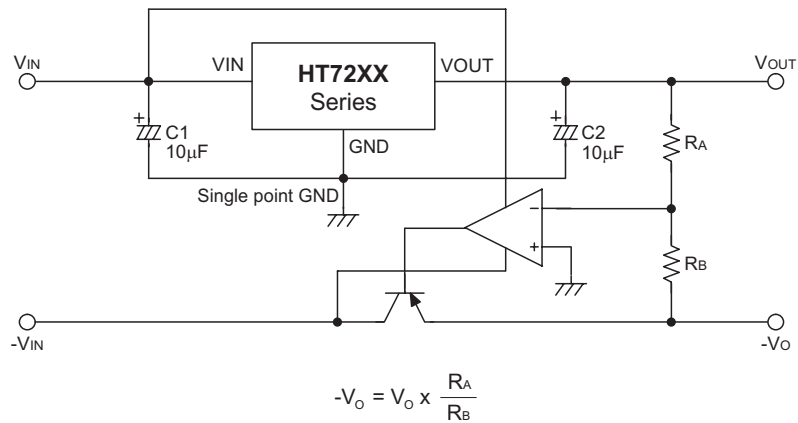 VIN
VIN
HT72XX
Series
VOUT
VOUT
+
C1
10μF
GND
+
C2
10μF
RA
Single point GND
−
+
RB
-VIN
-VO
-VO = VO x RA
RB